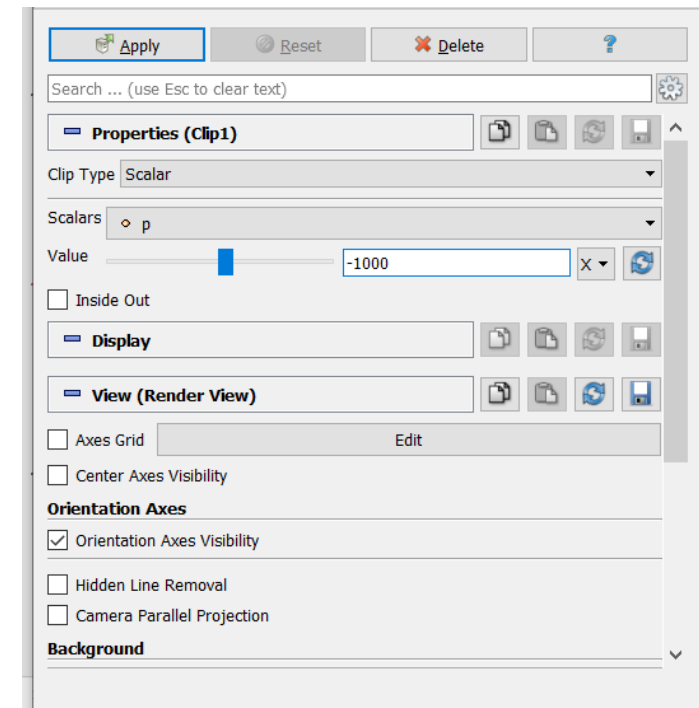 Apply Reset Delete ?
Search ... (use Esc to clear text)
Properties (Clip1)
Clip Type Scalar
Scalars p
Value -1000 X
Inside Out
Display
View (Render View)
Axes Grid Edit
Center Axes Visibility
Orientation Axes
Orientation Axes Visibility
Hidden Line Removal
Camera Parallel Projection
Background